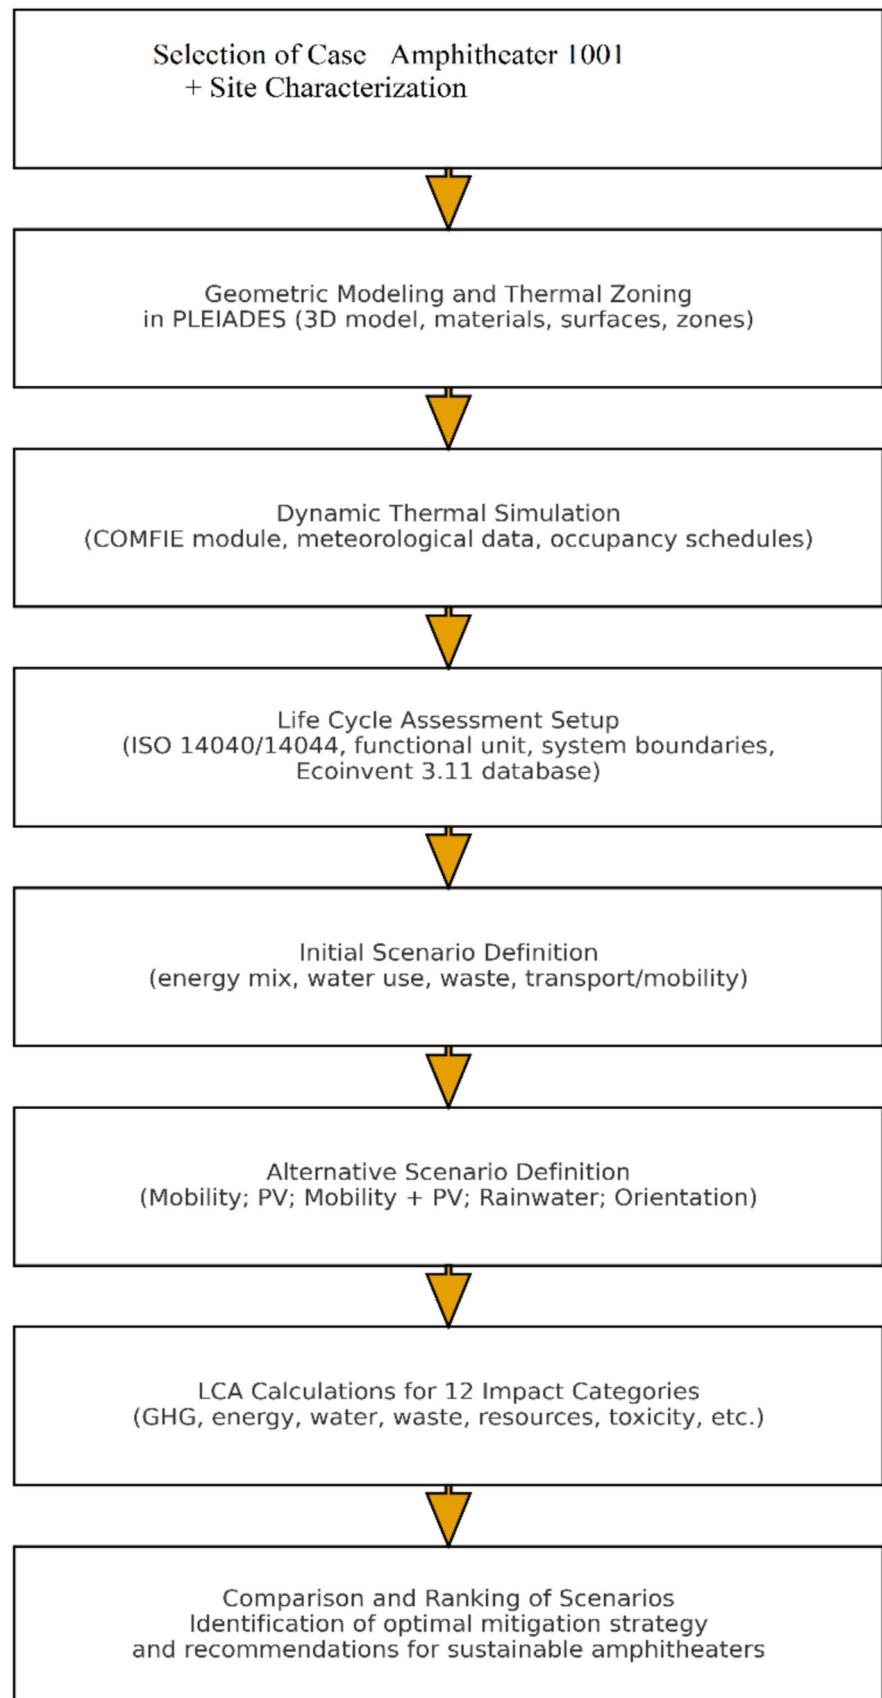 Selection of Case Amphitheater 1001
+ Site Characterization
Geometric Modeling and Thermal Zoning
in PLEIADES (3D model, materials, surfaces, zones)
Dynamic Thermal Simulation
(COMFIE module, meteorological data, occupancy schedules)
Life Cycle Assessment Setup
(ISO 14040/14044, functional unit, system boundaries,
Ecoinvent 3.11 database)
Initial Scenario Definition
(energy mix, water use, waste, transport/mobility)
Alternative Scenario Definition
(Mobility; PV; Mobility + PV; Rainwater; Orientation)
LCA Calculations for 12 Impact Categories
(GHG, energy, water, waste, resources, toxicity, etc.)
Comparison and Ranking of Scenarios
Identification of optimal mitigation strategy
and recommendations for sustainable amphitheaters